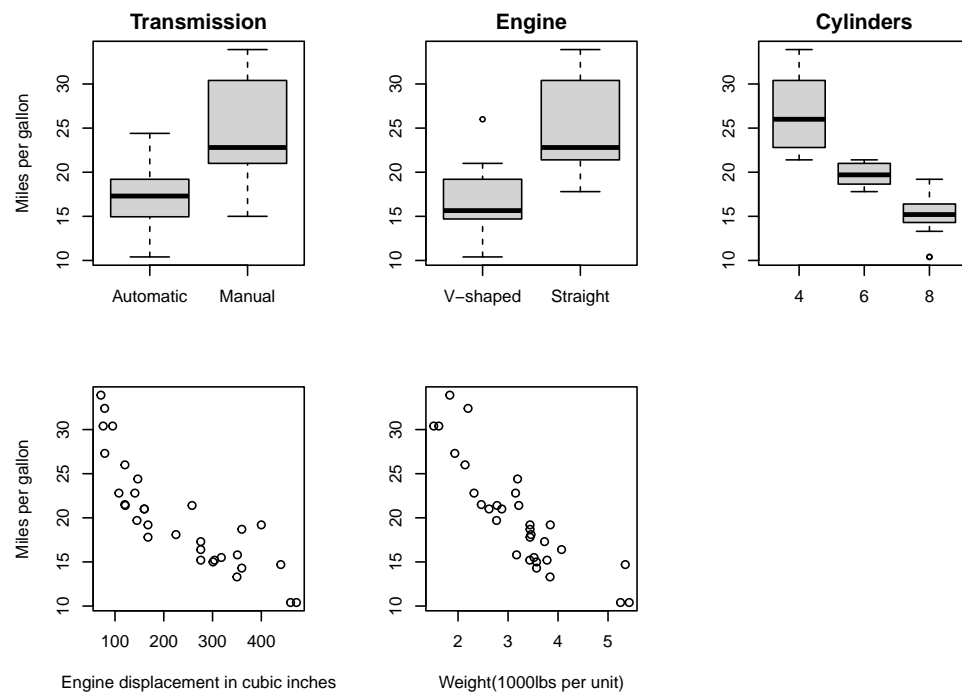 Transmission
Engine
Cylinders
Miles per gallon
30
25
20
15
10
Automatic Manual
30
25
20
15
10
V−shaped Straight
30
25
20
15
10
4 6 8
Miles per gallon
30
25
20
15
10
100 200 300 400
Engine displacement in cubic inches
30
25
20
15
10
2 3 4 5
Weight(1000lbs per unit)